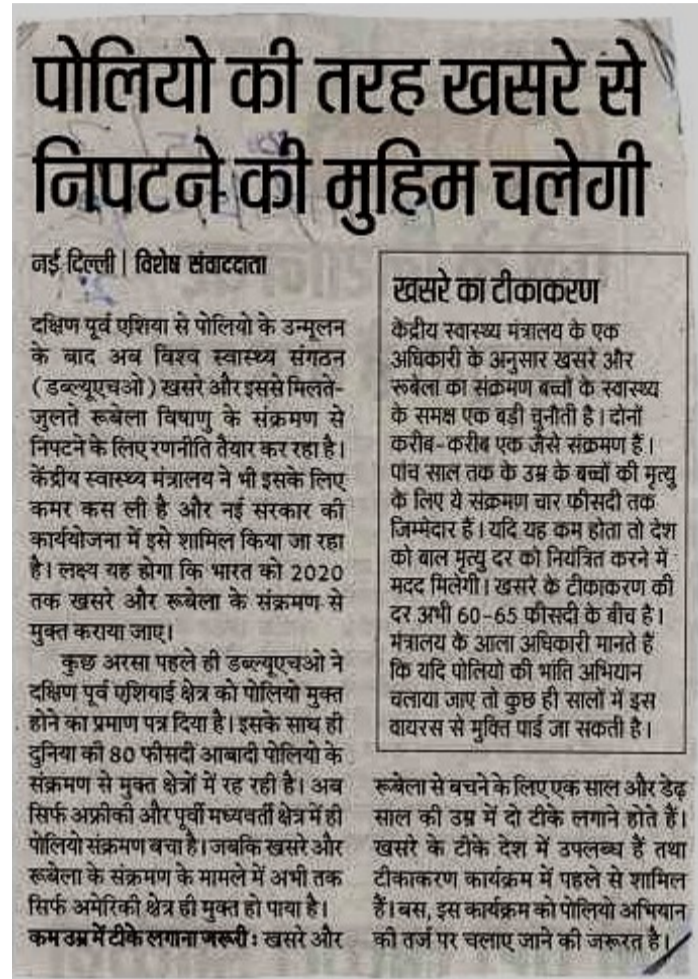 पोलियो की तरह खसरे से
निपटने की मुहिम चलेगी
नई दिल्ली | विशेष संवाददाता
दक्षिण पूर्व एशिया से पोलियो के उन्मूलन
के बाद अब विश्व स्वास्थ्य संगठन
(डब्ल्यूएचओ) खसरे और इससे मिलते-
जुलते रूबेला विषाणु के संक्रमण से
निपटने के लिए रणनीति तैयार कर रहा है।
केंद्रीय स्वास्थ्य मंत्रालय ने भी इसके लिए
कमर कस ली है और नई सरकार की
कार्ययोजना में इसे शामिल किया जा रहा
है। लक्ष्य यह होगा कि भारत को 2020
तक खसरे और रूबेला के संक्रमण से
मुक्त कराया जाए।
कुछ अरसा पहले ही डब्ल्यूएचओ ने
दक्षिण पूर्व एशियाई क्षेत्र को पोलियो मुक्त
होने का प्रमाण पत्र दिया है। इसके साथ ही
दुनिया की 80 फीसदी आबादी पोलियो के
संक्रमण से मुक्त क्षेत्रों में रह रही है। अब
सिर्फ अफ्रीकी और पूर्वी मध्यवर्ती क्षेत्र में ही
पोलियो संक्रमण बचा है। जबकि खसरे और
रूबेला के संक्रमण के मामले में अभी तक
सिर्फ अमेरिकी क्षेत्र ही मुक्त हो पाया है।
कम उम्र में टीके लगाना जरूरी : खसरे और
खसरे का टीकाकरण
केंद्रीय स्वास्थ्य मंत्रालय के एक
अधिकारी के अनुसार खसरे और
रूबेला का संक्रमण बच्चों के स्वास्थ्य
के समक्ष एक बड़ी चुनौती है। दोनों
करीब-करीब एक जैसे संक्रमण हैं।
पांच साल तक के उम्र के बच्चों की मृत्यु
के लिए ये संक्रमण चार फीसदी तक
जिम्मेदार हैं। यदि यह कम होता तो देश
को बाल मृत्यु दर को नियंत्रित करने में
मदद मिलेगी। खसरे के टीकाकरण की
दर अभी 60-65 फीसदी के बीच है।
मंत्रालय के आला अधिकारी मानते हैं
कि यदि पोलियो की भांति अभियान
चलाया जाए तो कुछ ही सालों में इस
वायरस से मुक्ति पाई जा सकती है।
रूबेला से बचने के लिए एक साल और डेढ़
साल की उम्र में दो टीके लगाने होते हैं।
खसरे के टीके देश में उपलब्ध हैं तथा
टीकाकरण कार्यक्रम में पहले से शामिल
हैं। बस, इस कार्यक्रम को पोलियो अभियान
की तर्ज पर चलाए जाने की जरूरत है।